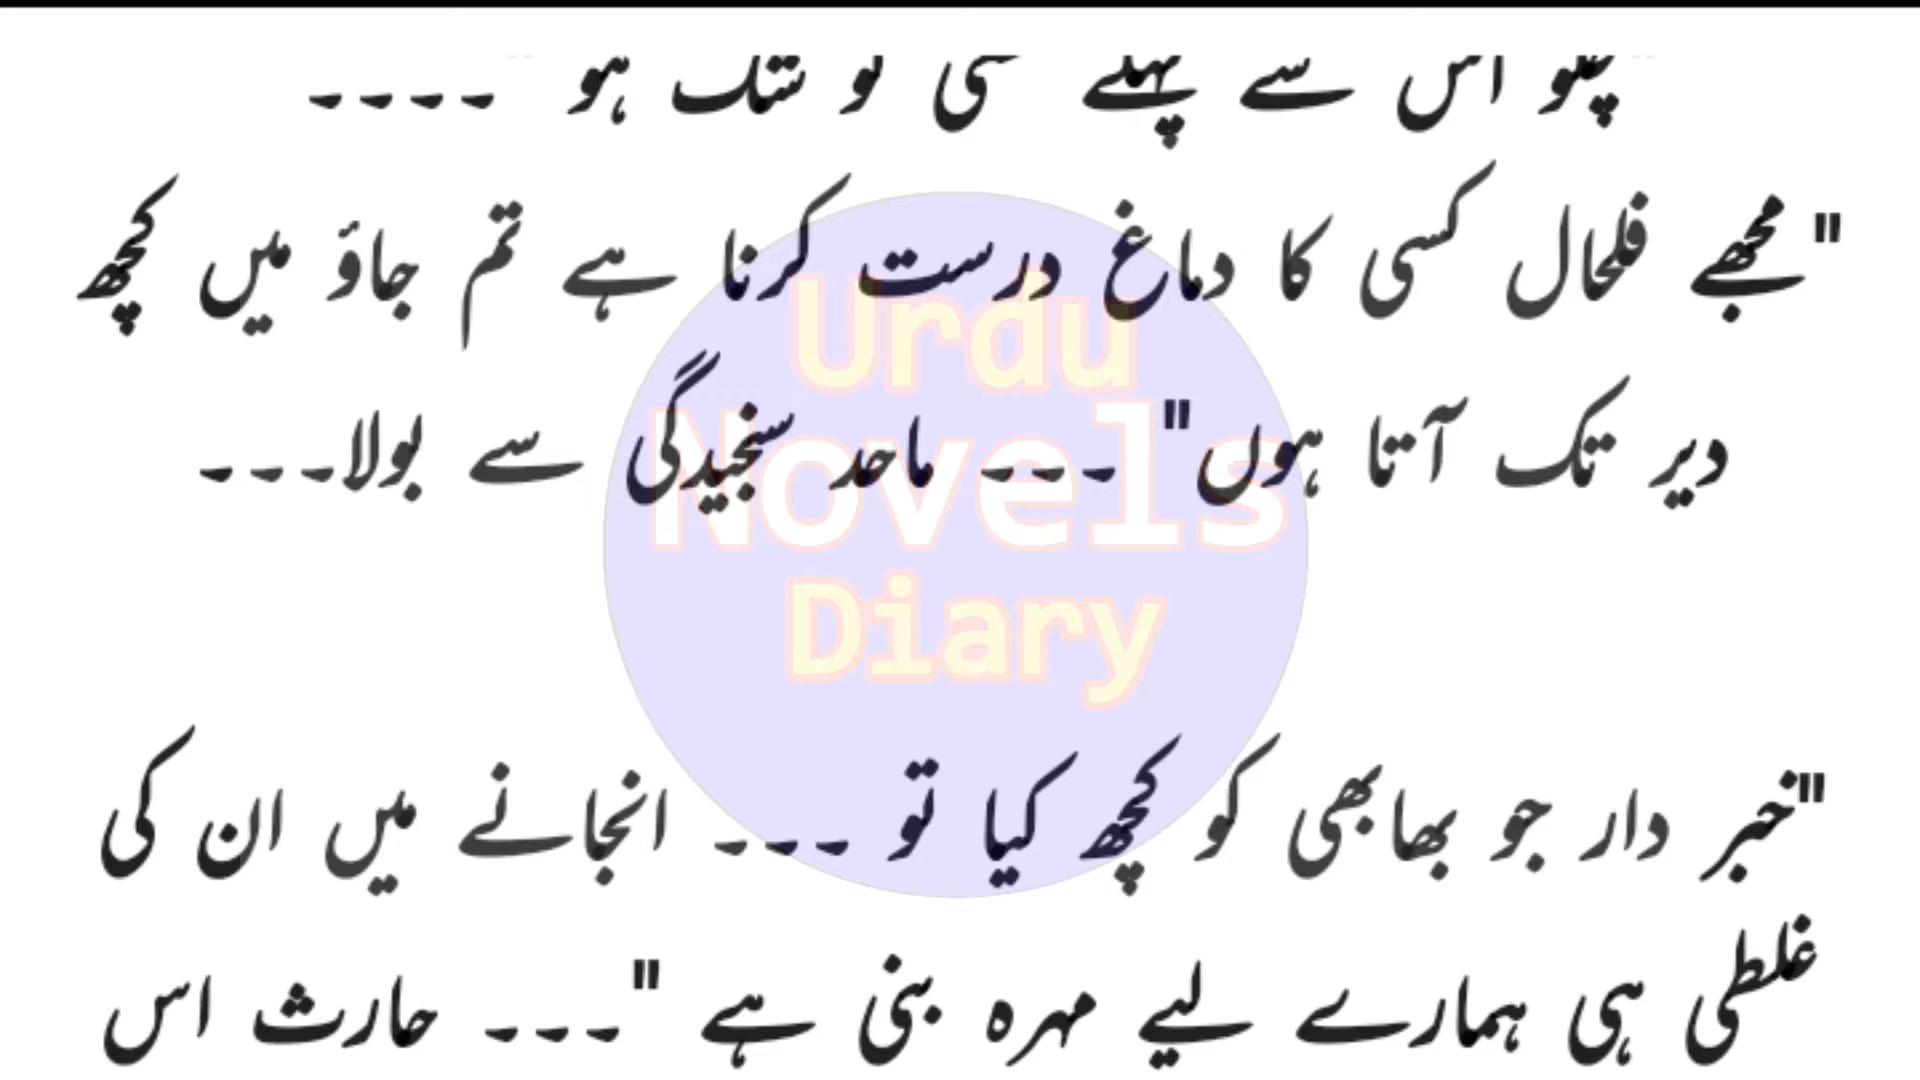 "چلو اس سے پہلے کسی کو شک ہو "۔۔۔۔
"مجھے فلحال کسی کا دماغ درست کرنا ہے تم جاؤ میں کچھ
دیر تک آتا ہوں"۔۔۔ ماحد سنجیدگی سے بولا۔۔۔
Urdu
Novels
Diary
"خبر دار جو بھابھی کو کچھ کیا تو ۔۔۔ انجانے میں ان کی
غلطی ہی ہمارے لیے مہرہ بنی ہے "۔۔۔ حارث اس